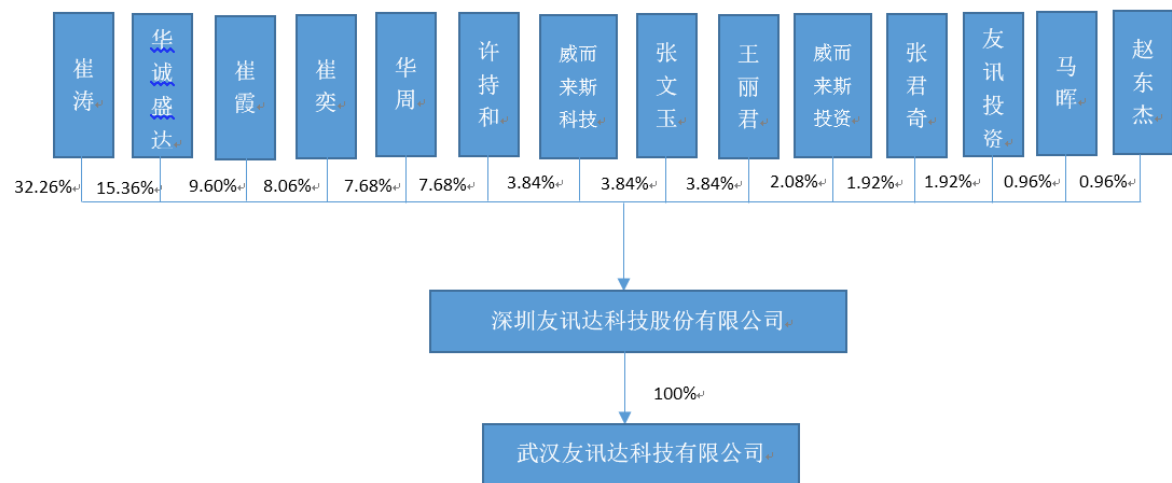 崔涛
华诚盛达
崔霞
崔奕
华周
许持和
威而来斯科技
张文玉
王丽君
威而来斯投资
张君奇
友讯投资
马晖
赵东杰
32.26%
15.36%
9.60%
8.06%
7.68%
7.68%
3.84%
3.84%
3.84%
2.08%
1.92%
1.92%
0.96%
0.96%
深圳友讯达科技股份有限公司
100%
武汉友讯达科技有限公司